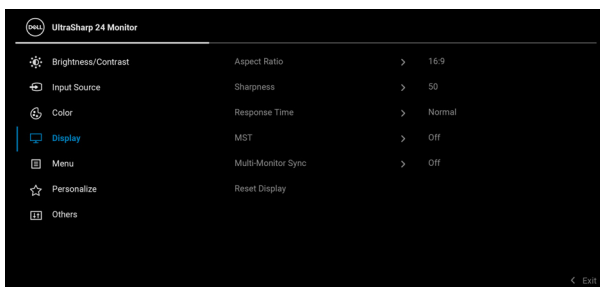 DELL UltraSharp 24 Monitor
Brightness/Contrast Aspect Ratio > 16:9
Input Source Sharpness > 50
Color Response Time > Normal
Display MST > Off
Menu Multi-Monitor Sync > Off
Personalize Reset Display
Others
< Exit